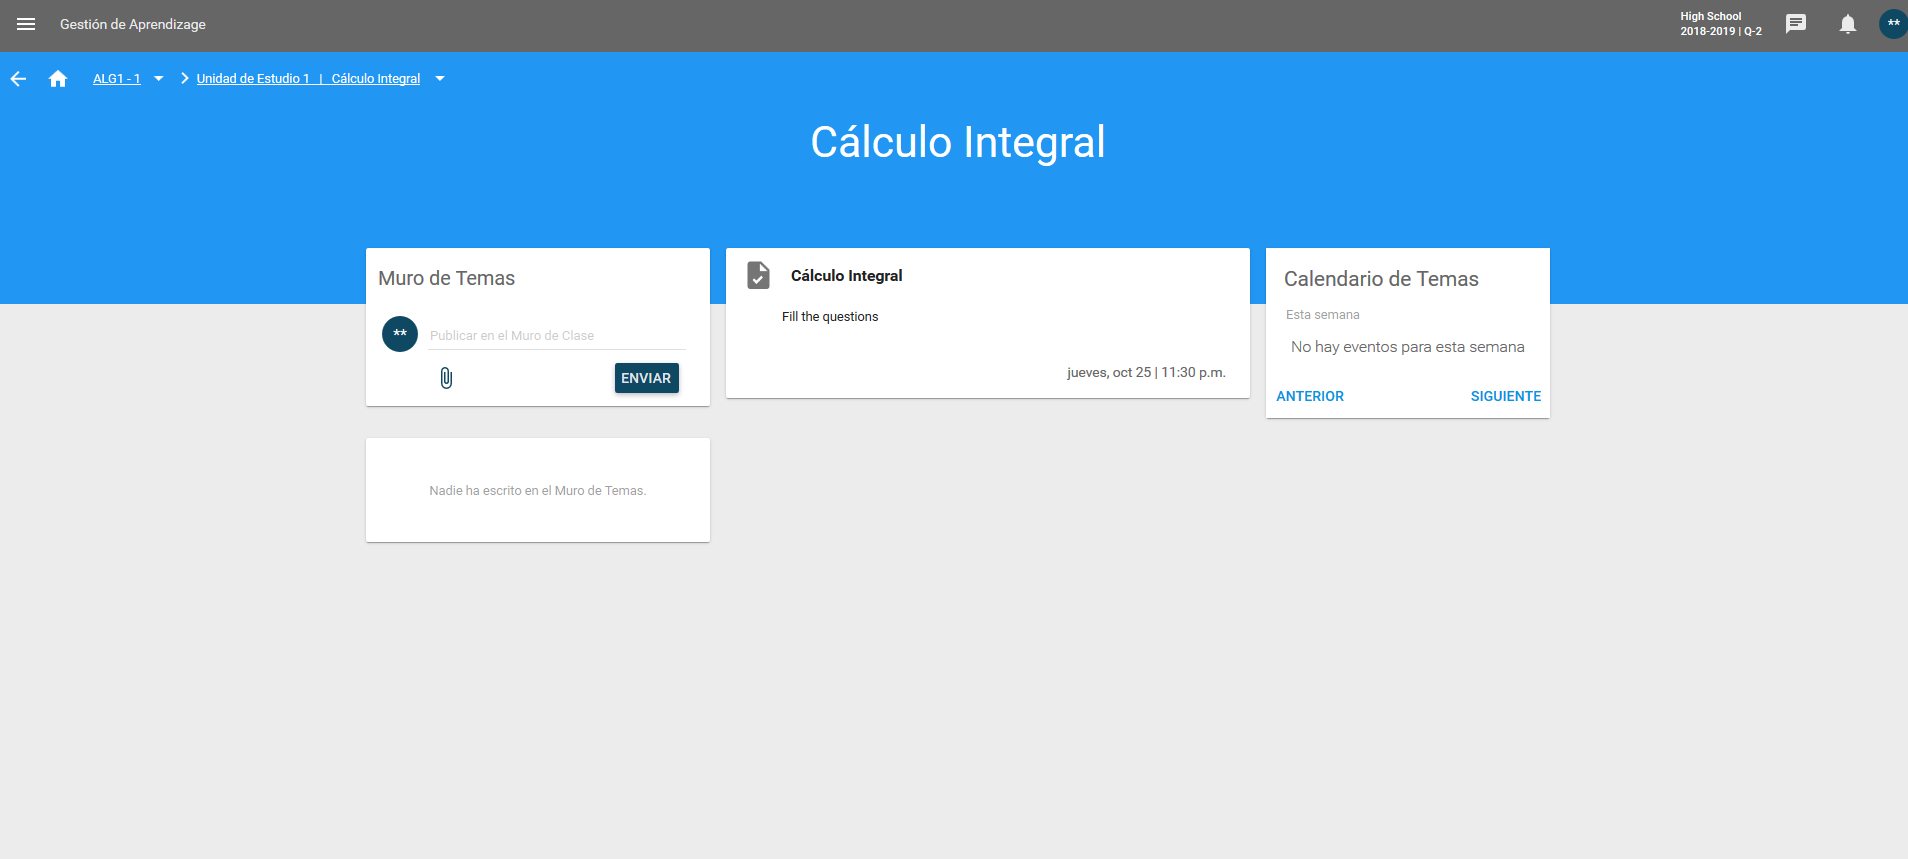 Gestión de Aprendizage
High School
2018-2019 | Q-2
**
ALG1 - 1
Unidad de Estudio 1 | Cálculo Integral
Cálculo Integral
Muro de Temas
**
Publicar en el Muro de Clase
ENVIAR
Nadie ha escrito en el Muro de Temas.
Cálculo Integral
Fill the questions
jueves, oct 25 | 11:30 p.m.
Calendario de Temas
Esta semana
No hay eventos para esta semana
ANTERIOR
SIGUIENTE